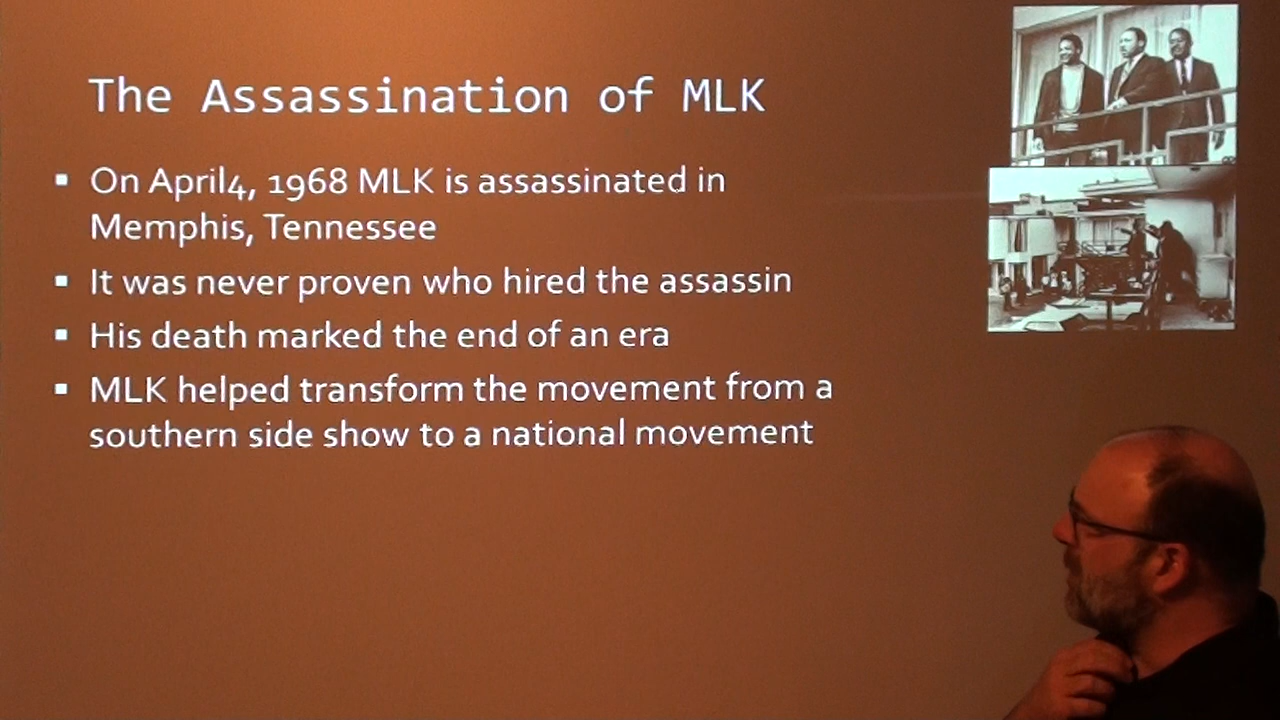 The Assassination of MLK
On April4, 1968 MLK is assassinated in
Memphis, Tennessee
It was never proven who hired the assassin
His death marked the end of an era
MLK helped transform the movement from a
southern side show to a national movement